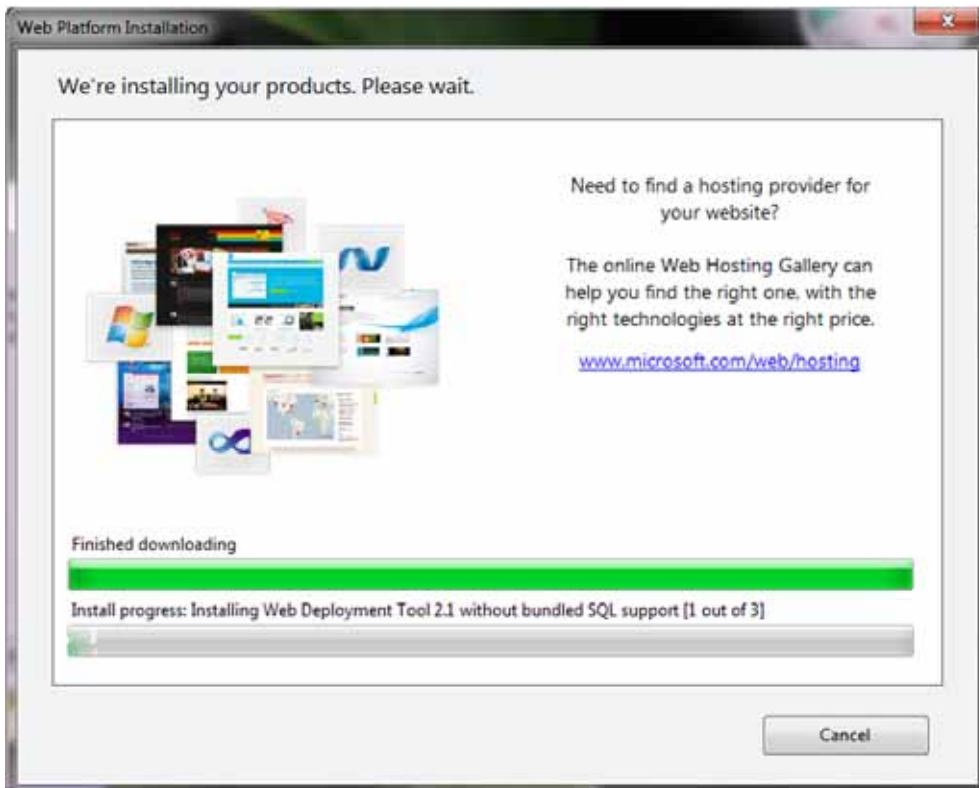 Web Platform Installation
We're installing your products. Please wait.
Need to find a hosting provider for
your website?
The online Web Hosting Gallery can
help you find the right one, with the
right technologies at the right price.
www.microsoft.com/web/hosting
Finished downloading
Install progress: Installing Web Deployment Tool 2.1 without bundled SQL support [1 out of 3]
Cancel